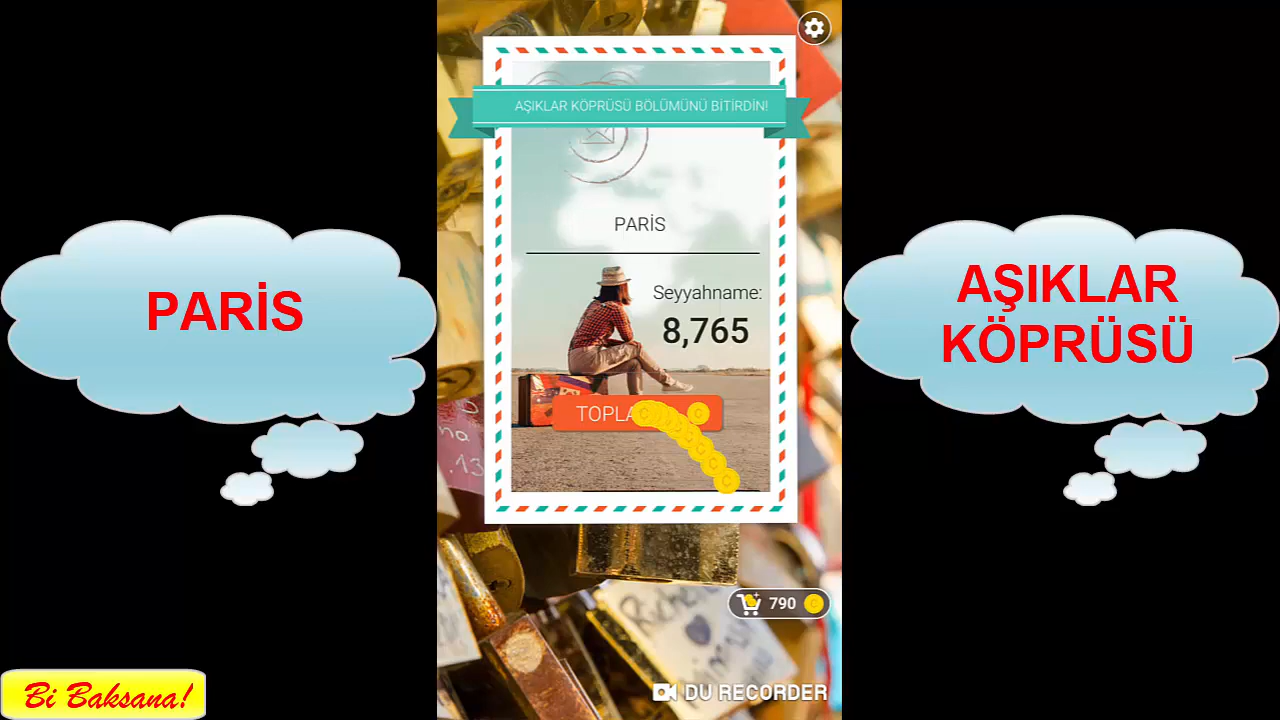 AŞIKLAR KÖPRÜSÜ BÖLÜMÜNÜ BİTİRDİN!
PARİS
PARİS
AŞIKLAR
KÖPRÜSÜ
Seyyahname:
8,765
790
Bi Baksana!
DU RECORDER